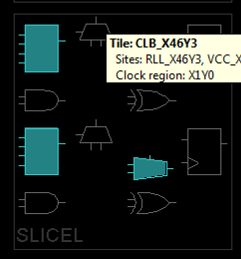 Tile: CLB_X46Y3
Sites: RLL_X46Y3, VCC_X
Clock region: X1Y0
SLICEL